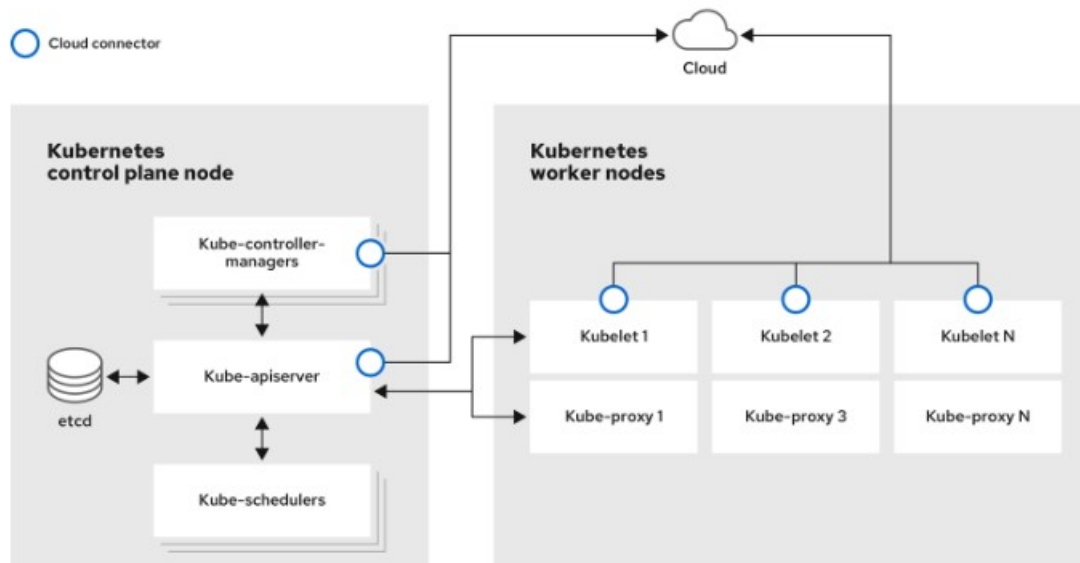 Cloud connector
Cloud
Kubernetes
control plane node
Kube-controller-
managers
Kube-apiserver
etcd
Kube-schedulers
Kubernetes
worker nodes
Kubelet 1
Kubelet 2
Kubelet N
Kube-proxy 1
Kube-proxy 3
Kube-proxy N